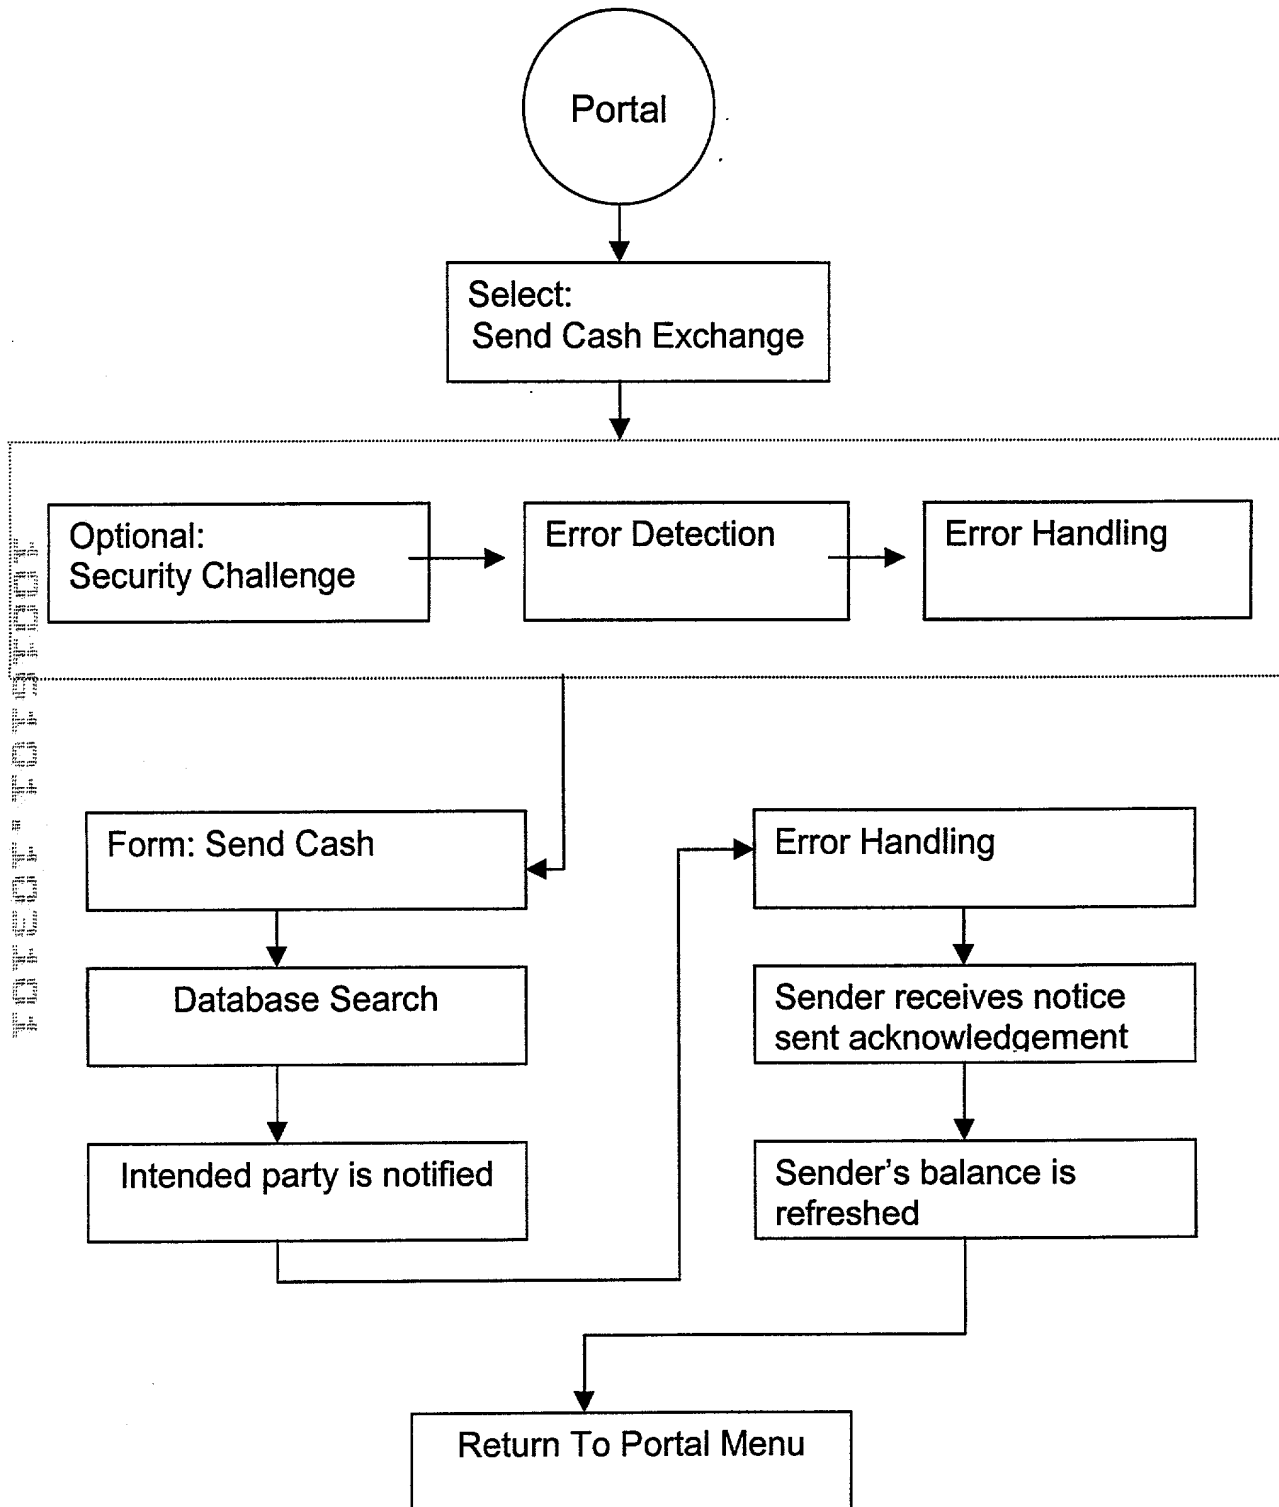 Portal
Select:
Send Cash Exchange
Optional:
Security Challenge
Error Detection
Error Handling
Form: Send Cash
Database Search
Intended party is notified
Error Handling
Sender receives notice
sent acknowledgement
Sender's balance is
refreshed
Return To Portal Menu